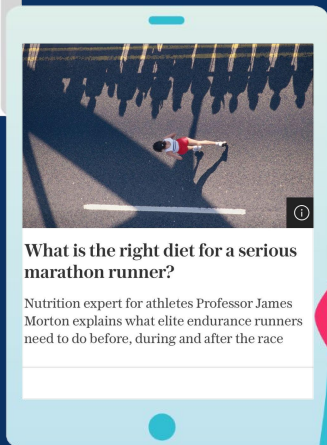 What is the right diet for a serious
marathon runner?
Nutrition expert for athletes Professor James
Morton explains what elite endurance runners
need to do before, during and after the race